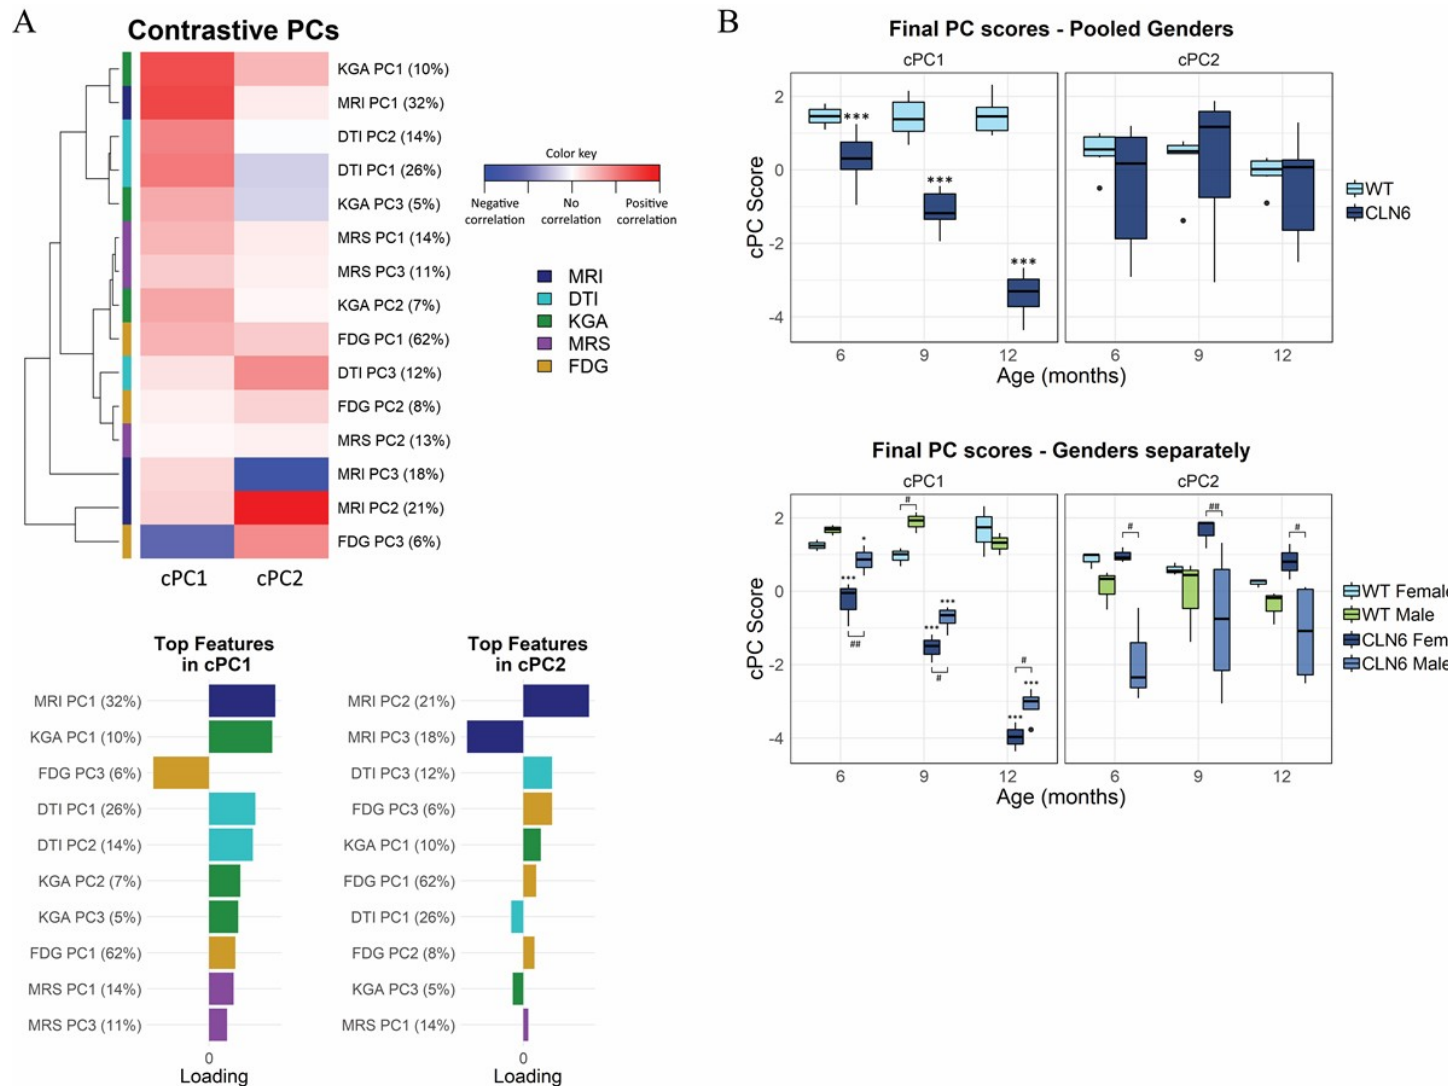 A
Contrastive PCs
KGA PC1 (10%)
MRI PC1 (32%)
DTI PC2 (14%)
DTI PC1 (26%)
KGA PC3 (5%)
MRS PC1 (14%)
MRS PC3 (11%)
KGA PC2 (7%)
FDG PC1 (62%)
DTI PC3 (12%)
FDG PC2 (8%)
MRS PC2 (13%)
MRI PC3 (18%)
MRI PC2 (21%)
FDG PC3 (6%)
cPC1 cPC2
Color key
Negative correlation
No correlation
Positive correlation
MRI
DTI
KGA
MRS
FDG
Top Features
in cPC1
MRI PC1 (32%)
KGA PC1 (10%)
FDG PC3 (6%)
DTI PC1 (26%)
DTI PC2 (14%)
KGA PC2 (7%)
KGA PC3 (5%)
FDG PC1 (62%)
MRS PC1 (14%)
MRS PC3 (11%)
0
Loading
Top Features
in cPC2
MRI PC2 (21%)
MRI PC3 (18%)
DTI PC3 (12%)
FDG PC3 (6%)
KGA PC1 (10%)
FDG PC1 (62%)
DTI PC1 (26%)
FDG PC2 (8%)
KGA PC3 (5%)
MRS PC1 (14%)
0
Loading
B
Final PC scores - Pooled Genders
cPC1 cPC2
cPC Score
2
0
-2
-4
***
***
***
6 9 12 6 9 12
Age (months)
WT
CLN6
Final PC scores - Genders separately
cPC1 cPC2
cPC Score
2
0
-2
-4
***
*
##
#
***
***
#
#
***
***
#
##
#
6 9 12 6 9 12
Age (months)
WT Female
WT Male
CLN6 Fem
CLN6 Male